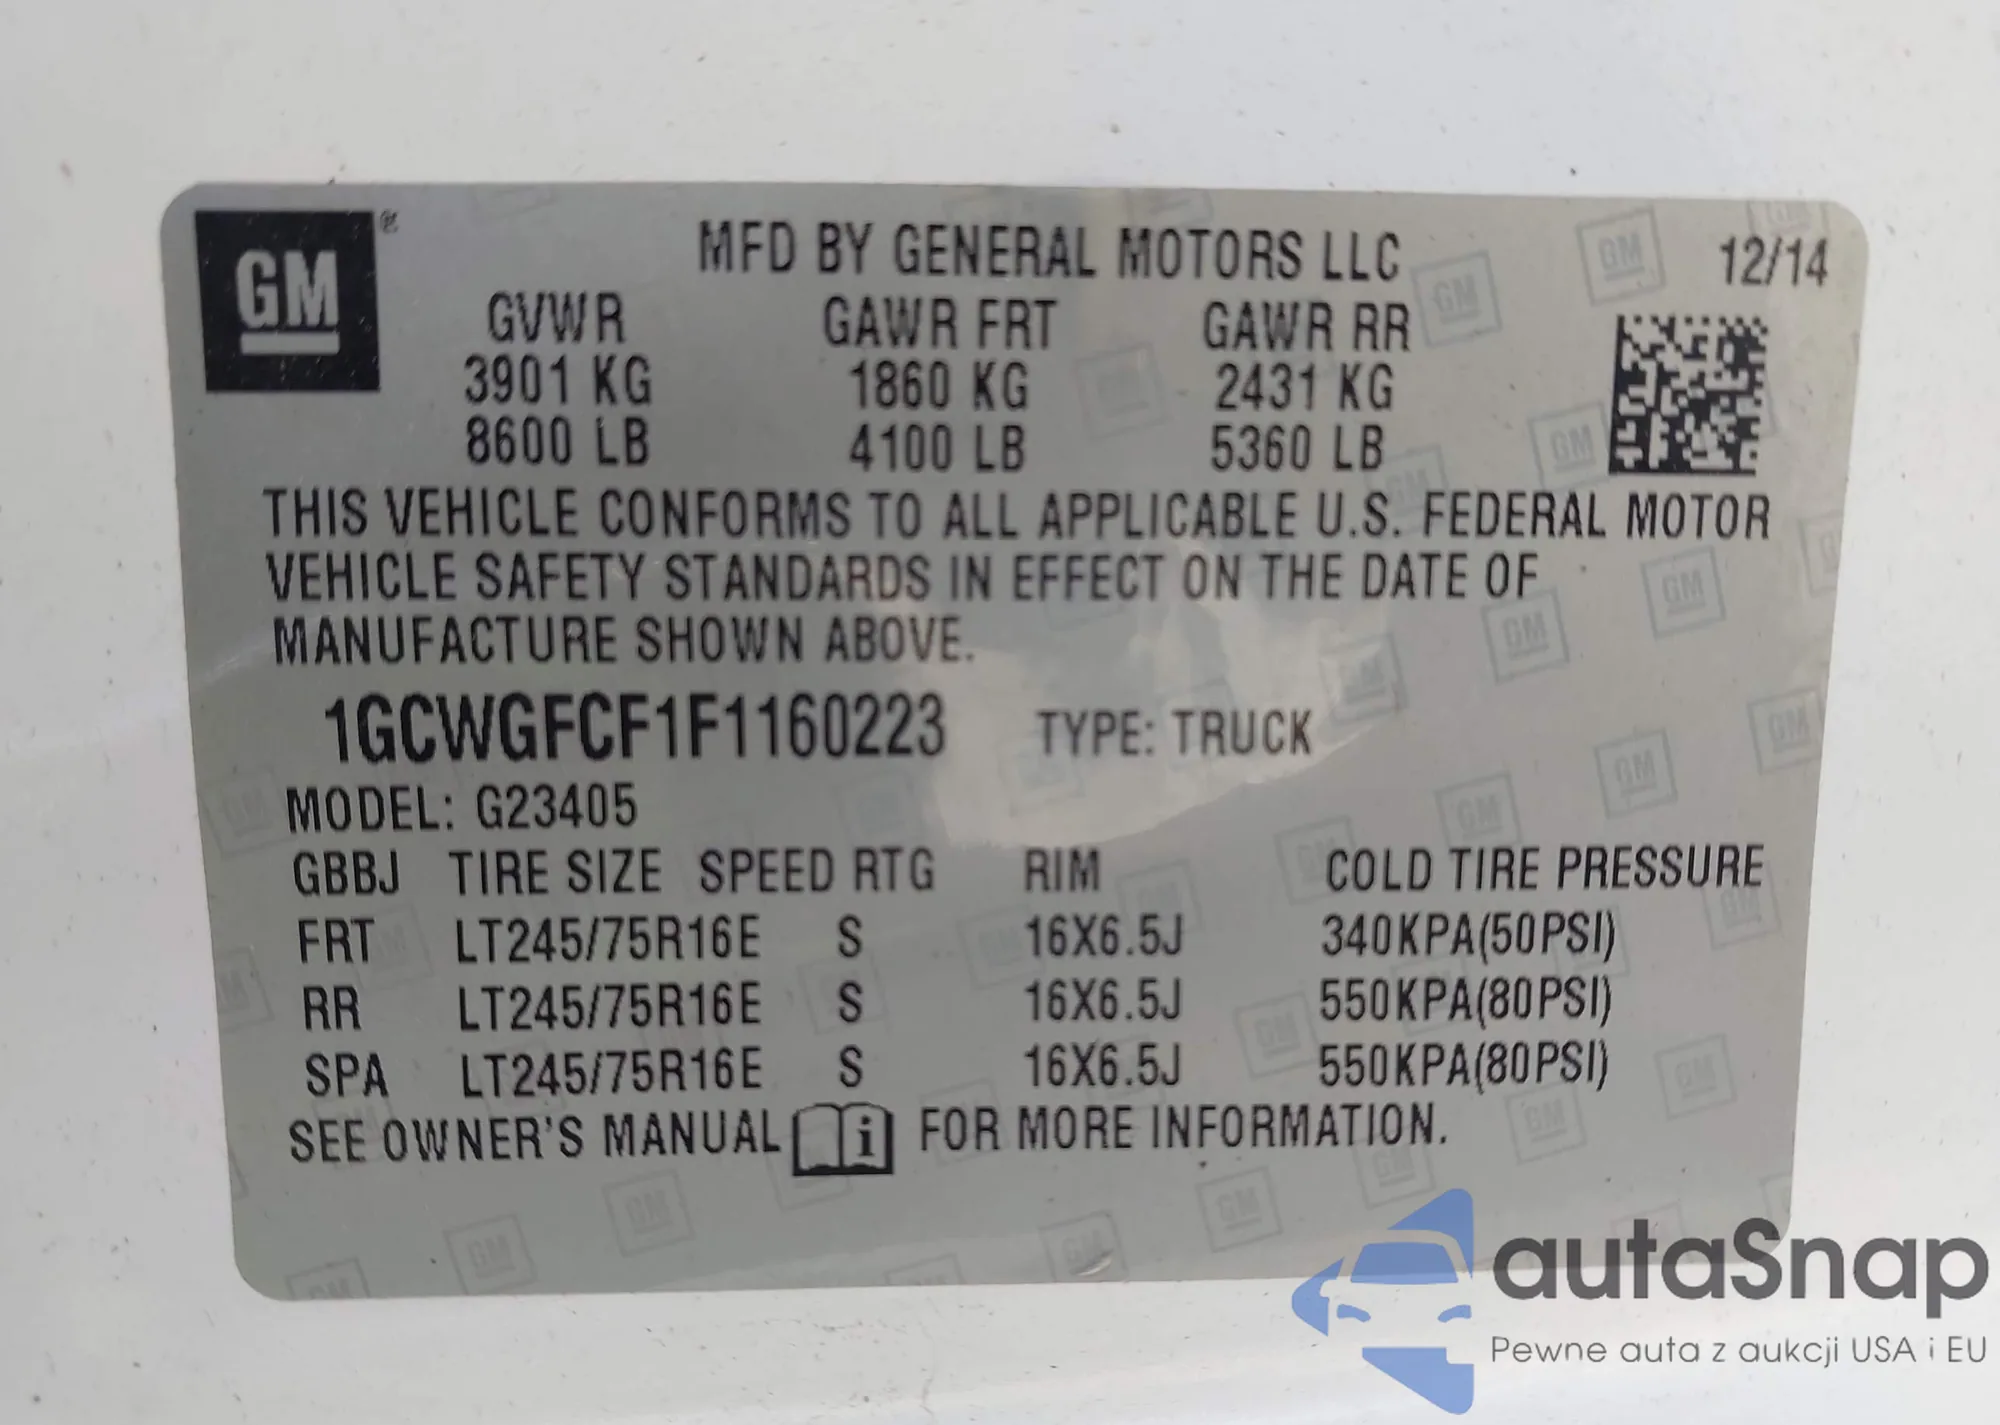 GM
MFD BY GENERAL MOTORS LLC 12/14
GVWR GAWR FRT GAWR RR
3901 KG 1860 KG 2431 KG
8600 LB 4100 LB 5360 LB
THIS VEHICLE CONFORMS TO ALL APPLICABLE U.S. FEDERAL MOTOR
VEHICLE SAFETY STANDARDS IN EFFECT ON THE DATE OF
MANUFACTURE SHOWN ABOVE.
1GCWGFCF1F1160223 TYPE: TRUCK
MODEL: G23405
GBBJ TIRE SIZE SPEED RTG RIM COLD TIRE PRESSURE
FRT LT245/75R16E S 16X6.5J 340KPA(50PSI)
RR LT245/75R16E S 16X6.5J 550KPA(80PSI)
SPA LT245/75R16E S 16X6.5J 550KPA(80PSI)
SEE OWNER'S MANUAL i FOR MORE INFORMATION.
autaSnap
Pewne auta z aukcji USA i EU